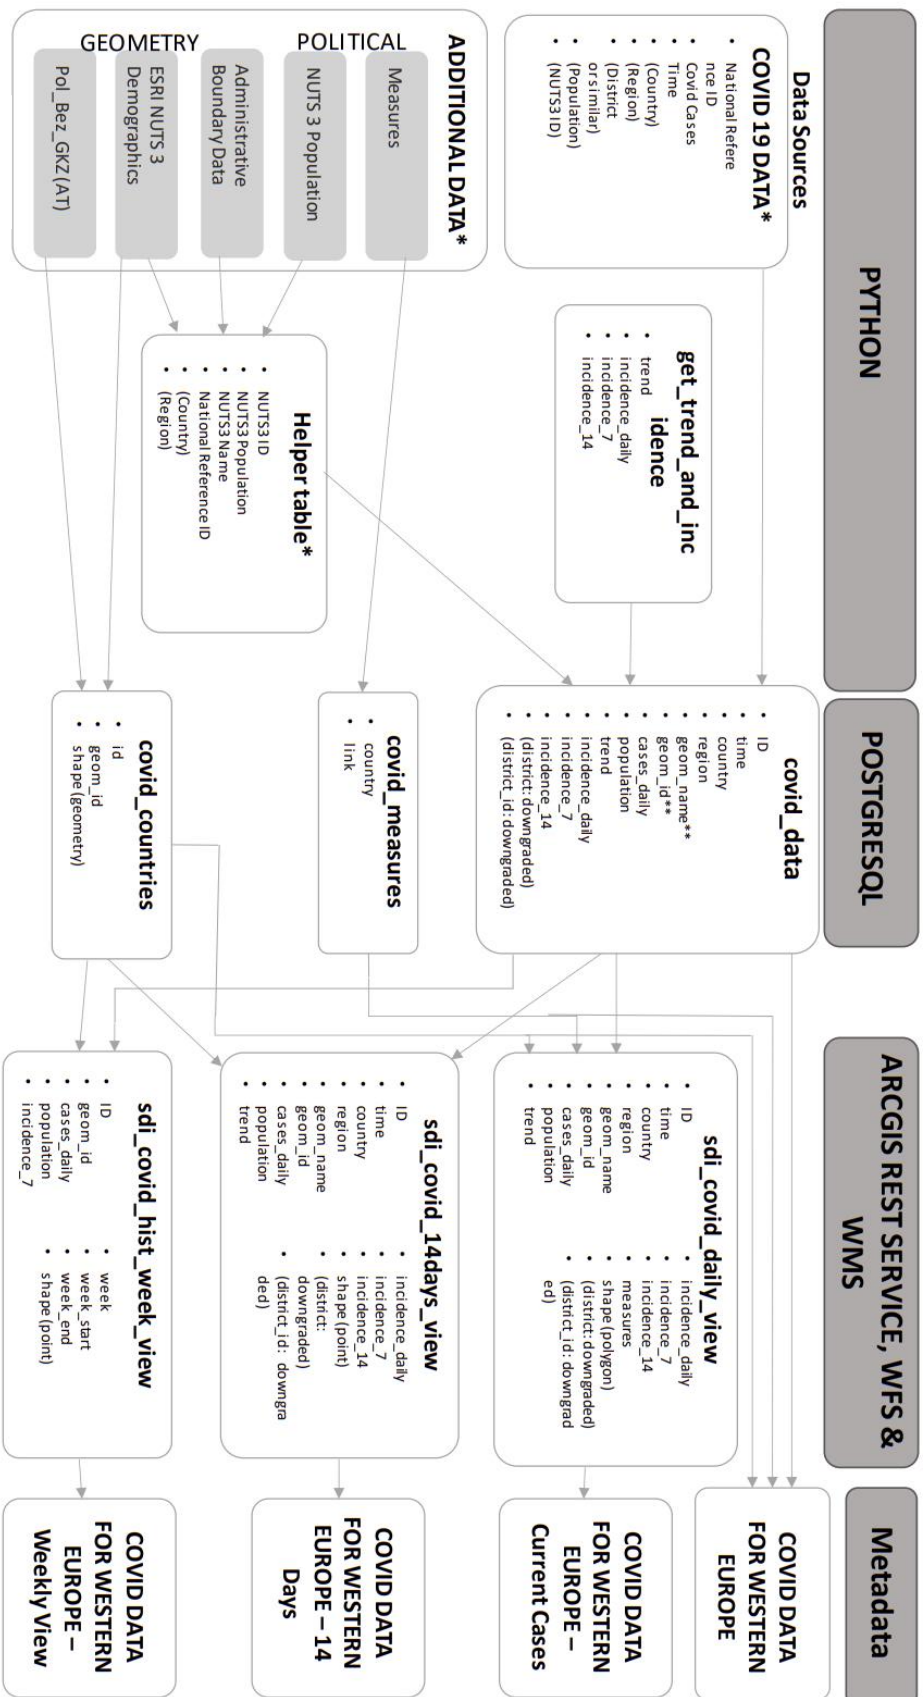 PYTHON
POSTGRESQL
ARCGIS REST SERVICE, WFS &
WMS
Metadata
Data Sources
COVID 19 DATA*
• National Refere
nce ID
• Covid Cases
• Time
• (Country)
• (Region)
• (District
or similar)
• (Population)
• (NUTS3 ID)
get_trend_and_inc
idence
• trend
• incidence_daily
• incidence_7
• incidence_14
covid_data
• ID
• time
• country
• region
• geom_name**
• geom_id**
• cases_daily
• population
• trend
• incidence_daily
• incidence_7
• incidence_14
• (district: downgraded)
• (district_id: downgraded)
sdi_covid_daily_view
• ID
• time
• country
• region
• geom_name
• geom_id
• cases_daily
• population
• trend
• incidence_daily
• incidence_7
• incidence_14
• measures
• shape (polygon)
• (district: downgraded)
• (district_id: downgrad
ed)
COVID DATA
FOR WESTERN
EUROPE
COVID DATA
FOR WESTERN
EUROPE –
Current Cases
ADDITIONAL DATA*
POLITICAL
GEOMETRY
Measures
NUTS 3 Population
Administrative
Boundary Data
ESRI NUTS 3
Demographics
Pol_Bez_GKZ (AT)
Helper table*
• NUTS3 ID
• NUTS3 Population
• NUTS3 Name
• National Reference ID
• (Country)
• (Region)
covid_measures
• country
• link
covid_countries
• id
• geom_id
• shape (geometry)
sdi_covid_14days_view
• ID
• time
• country
• region
• geom_name
• geom_id
• cases_daily
• population
• trend
• incidence_daily
• incidence_7
• incidence_14
• shape (point)
• (district:
downgraded)
• (district_id: downgra
ded)
COVID DATA
FOR WESTERN
EUROPE – 14
Days
sdi_covid_hist_week_view
• ID
• geom_id
• cases_daily
• population
• incidence_7
• week
• week_start
• week_end
• shape (point)
COVID DATA
FOR WESTERN
EUROPE –
Weekly View